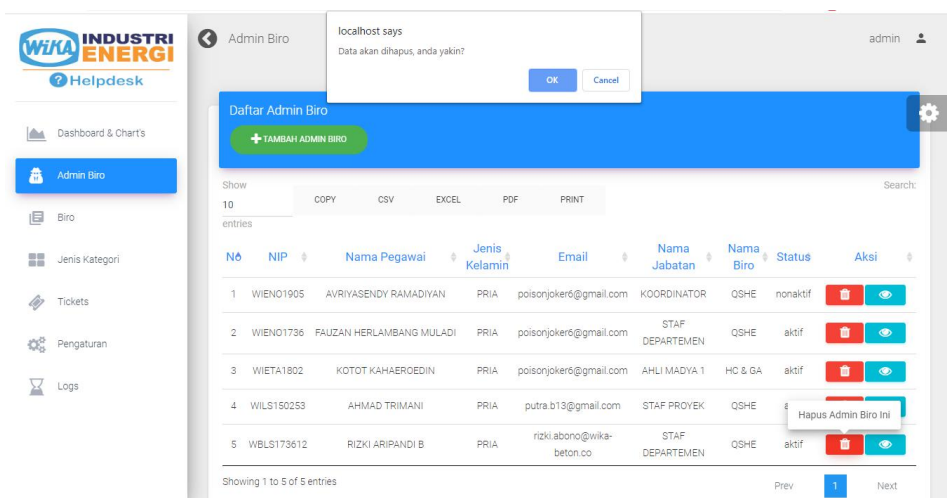 WIKA INDUSTRI
ENERGI
? Helpdesk
Dashboard & Chart's
Admin Biro
Biro
Jenis Kategori
Tickets
Pengaturan
Logs
Admin Biro
admin
localhost says
Data akan dihapus, anda yakin?
OK Cancel
Daftar Admin Biro
+TAMBAH ADMIN BIRO
Show
10
entries
COPY CSV EXCEL PDF PRINT
Search:
NO NIP Nama Pegawai Jenis Kelamin Email Nama Jabatan Nama Biro Status Aksi
1 WIENO1905 AVRIYASENDY RAMADIYAN PRIA poisonjoker6@gmail.com KOORDINATOR QSHE nonaktif
2 WIENO1736 FAUZAN HERLAMBANG MULADI PRIA poisonjoker6@gmail.com STAF DEPARTEMEN QSHE aktif
3 WIETA1802 KOTOT KAHAEROEDIN PRIA poisonjoker6@gmail.com AHLI MADYA 1 HC & GA aktif
4 WILS150253 AHMAD TRIMANI PRIA putra.b13@gmail.com STAF PROYEK QSHE
Hapus Admin Biro Ini
5 WBLS173612 RIZKI ARIPANDI B PRIA rizki.abono@wika-beton.co STAF DEPARTEMEN QSHE aktif
Showing 1 to 5 of 5 entries
Prev 1 Next